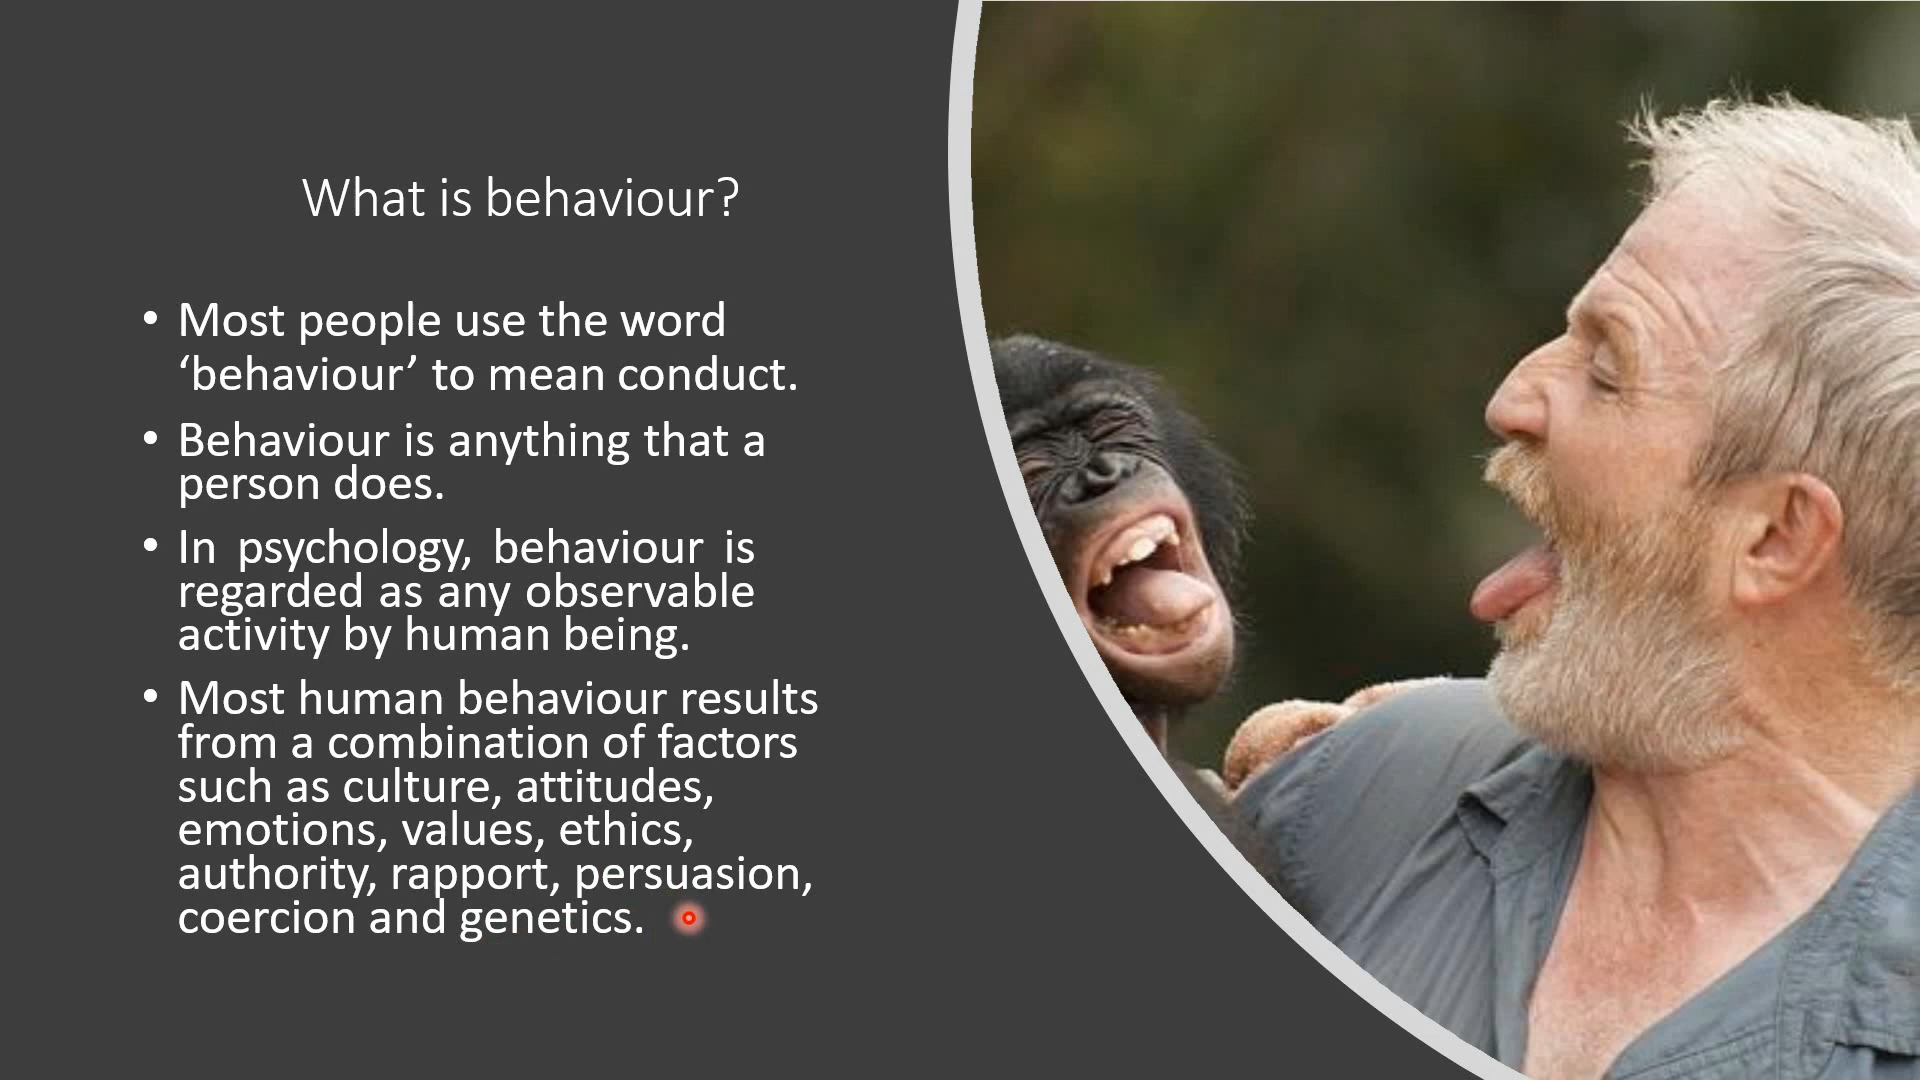 What is behaviour?
• Most people use the word
‘behaviour’ to mean conduct.
• Behaviour is anything that a
person does.
• In psychology, behaviour is
regarded as any observable
activity by human being.
• Most human behaviour results
from a combination of factors
such as culture, attitudes,
emotions, values, ethics,
authority, rapport, persuasion,
coercion and genetics.